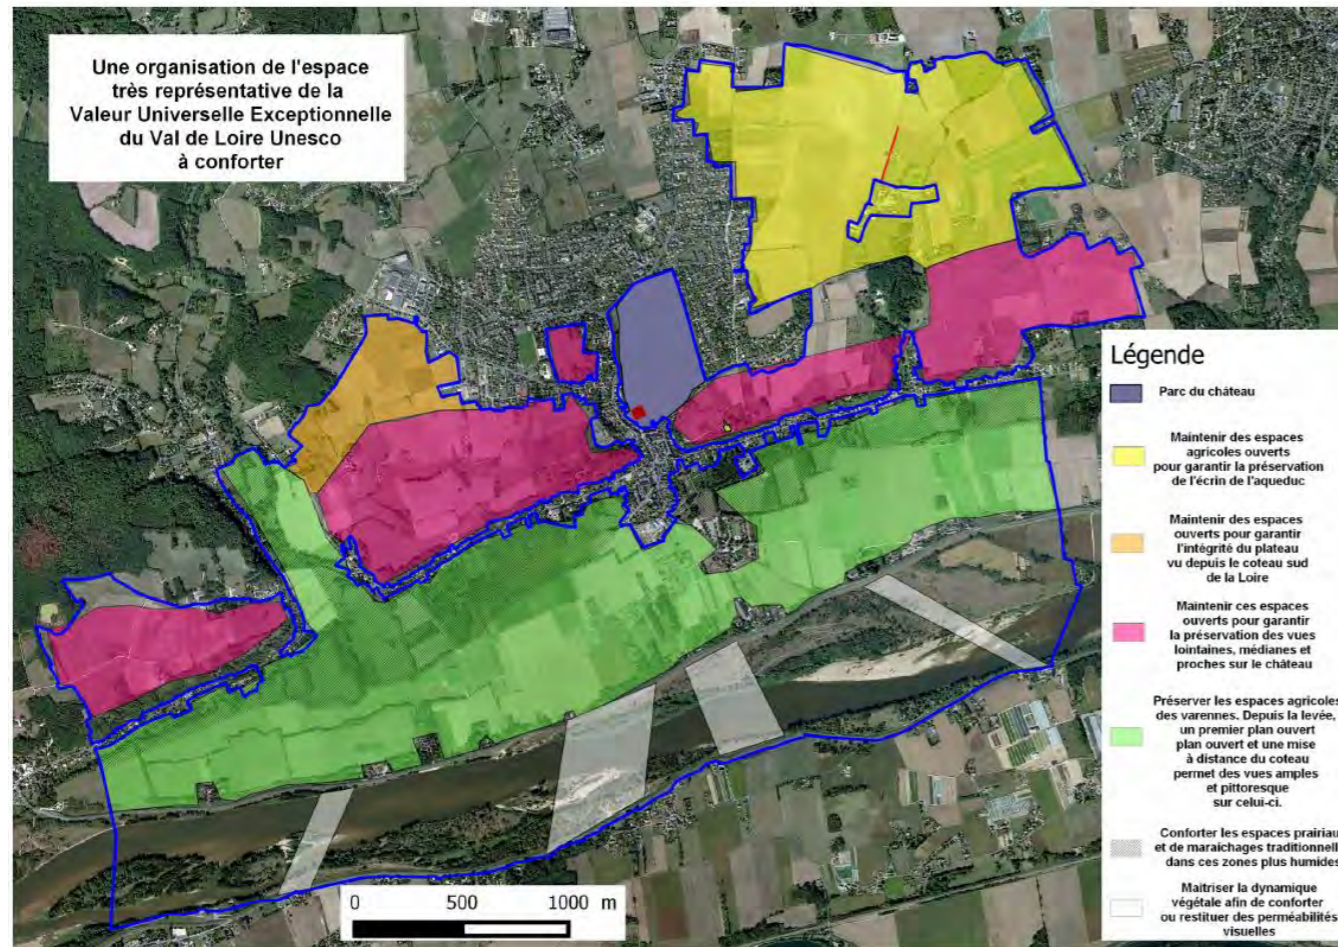 Une organisation de l'espace
très représentative de la
Valeur Universelle Exceptionnelle
du Val de Loire Unesco
à conforter
Légende
Parc du château
Maintenir des espaces
agricoles ouverts
pour garantir la préservation
de l'écrin de l'aqueduc
Maintenir des espaces
ouverts pour garantir
l'intégrité du plateau
vu depuis le coteau sud
de la Loire
Maintenir ces espaces
ouverts pour garantir
la préservation des vues
lointaines, médianes et
proches sur le château
Préserver les espaces agricoles
des varennes. Depuis la levée,
un premier plan ouvert
plan ouvert et une mise
à distance du coteau
permet des vues amples
et pittoresque
sur celui-ci.
Conforter les espaces prairiau
et de maraîchages traditionnell
dans ces zones plus humides
Maitriser la dynamique
végétale afin de conforter
ou restituer des perméabilités
visuelles
0 500 1000 m